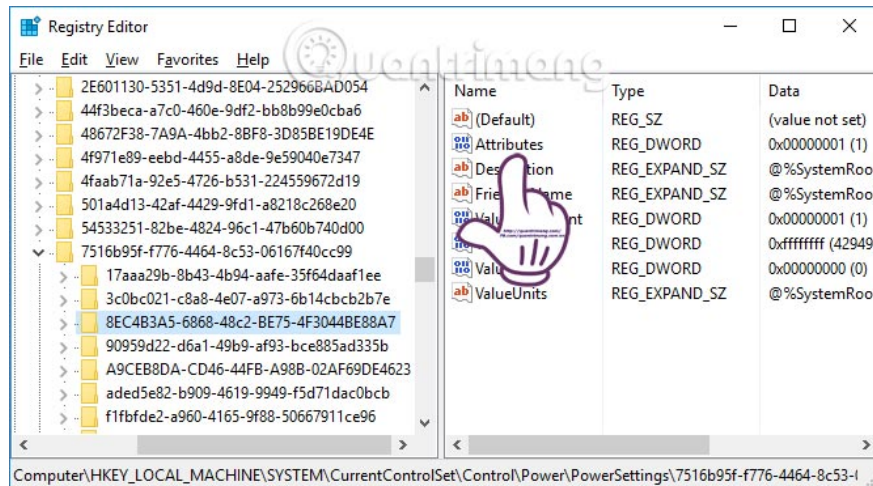 Registry Editor
File Edit View Favorites Help
Quantrimang
2E601130-5351-4d9d-8E04-252966BAD054
44f3beca-a7c0-460e-9df2-bb8b99e0cba6
48672F38-7A9A-4bb2-8BF8-3D85BE19DE4E
4f971e89-eebd-4455-a8de-9e59040e7347
4faab71a-92e5-4726-b531-224559672d19
501a4d13-42af-4429-9fd1-a8218c268e20
54533251-82be-4824-96c1-47b60b740d00
7516b95f-f776-4464-8c53-06167f40cc99
17aaa29b-8b43-4b94-aafe-35f64daaf1ee
3c0bc021-c8a8-4e07-a973-6b14cbcb2b7e
8EC4B3A5-6868-48c2-BE75-4F3044BE88A7
90959d22-d6a1-49b9-af93-bce885ad335b
A9CEB8DA-CD46-44FB-A98B-02AF69DE4623
aded5e82-b909-4619-9949-f5d71dac0bcb
f1fbfde2-a960-4165-9f88-50667911ce96
Name Type Data
(Default) REG_SZ (value not set)
Attributes REG_DWORD 0x00000001 (1)
REG_EXPAND_SZ @%SystemRoo
REG_EXPAND_SZ @%SystemRoo
REG_DWORD 0x00000001 (1)
REG_DWORD 0xffffffff (42949
REG_DWORD 0x00000000 (0)
ValueUnits REG_EXPAND_SZ @%SystemRoo
Computer\HKEY_LOCAL_MACHINE\SYSTEM\CurrentControlSet\Control\Power\PowerSettings\7516b95f-f776-4464-8c53-(